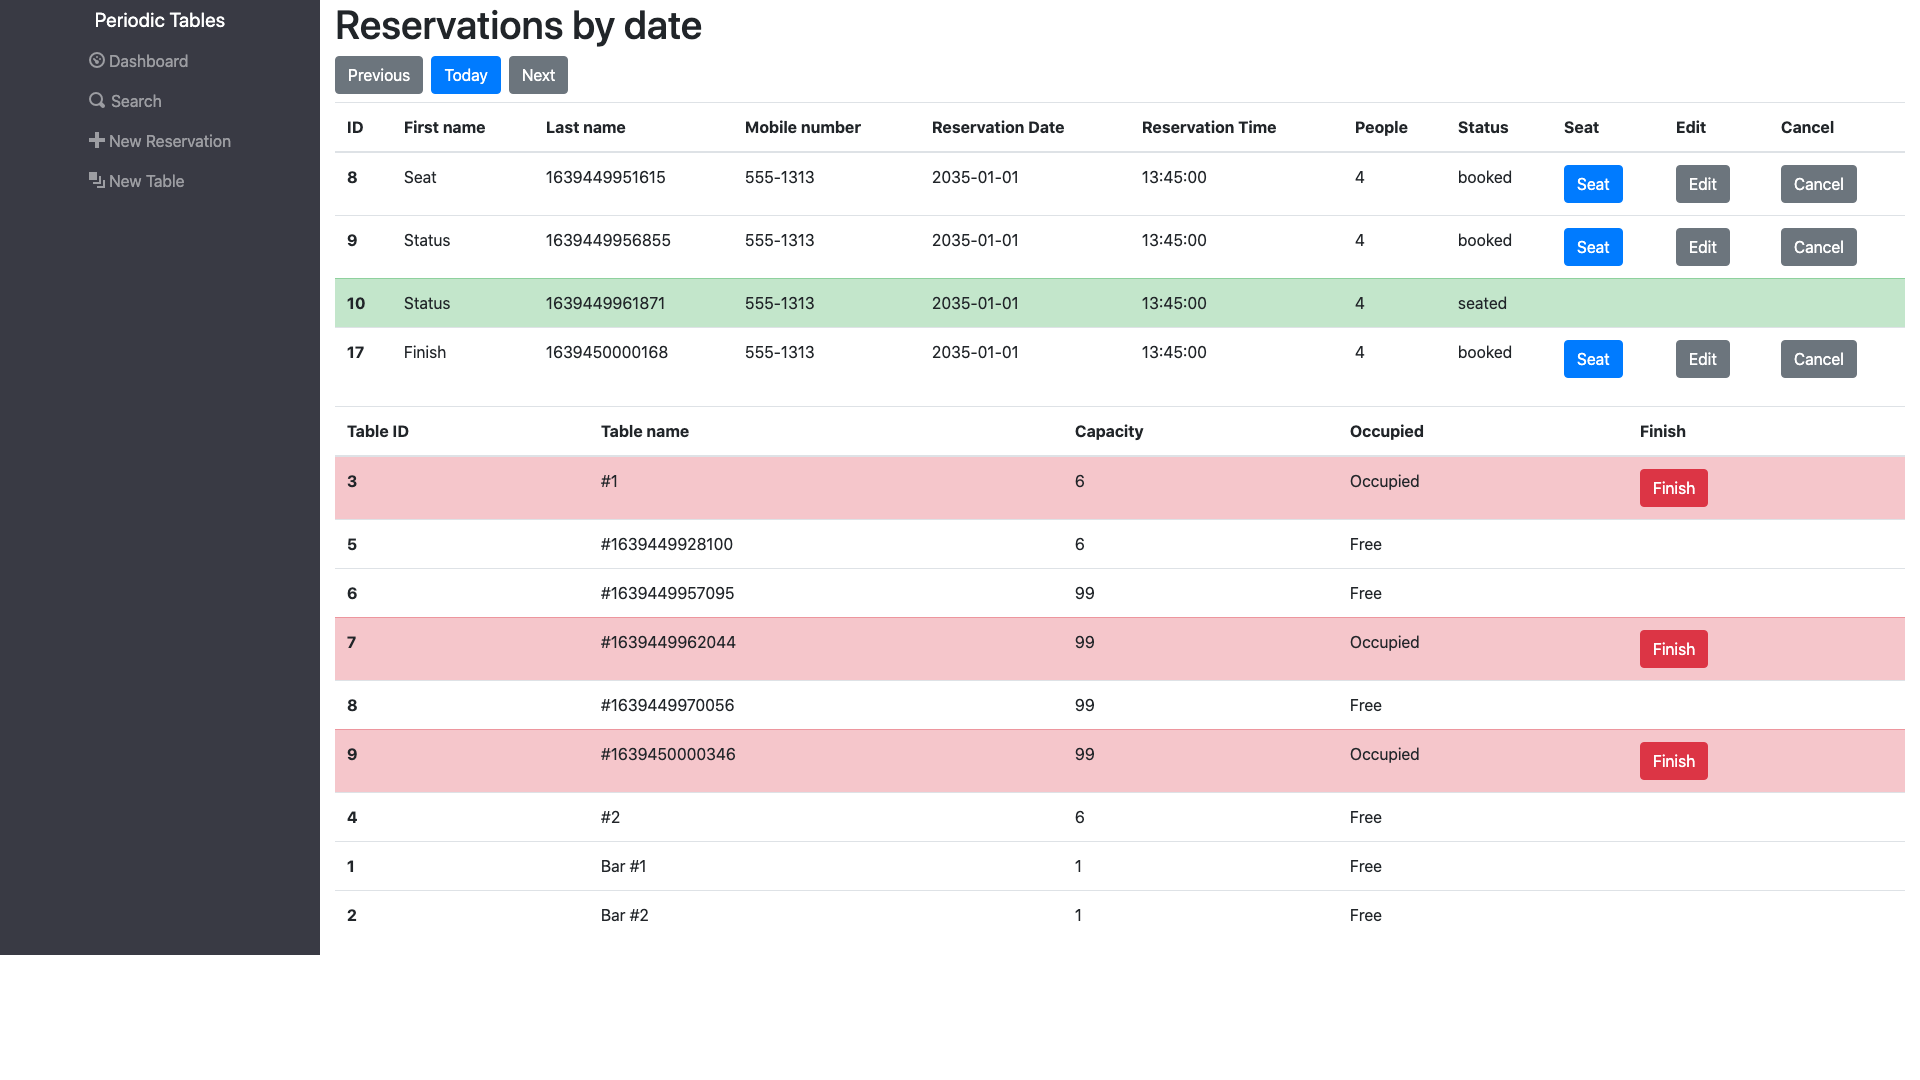 Periodic Tables
Dashboard
Search
New Reservation
New Table
Reservations by date
Previous Today Next
ID First name Last name Mobile number Reservation Date Reservation Time People Status Seat Edit Cancel
8 Seat 1639449951615 555-1313 2035-01-01 13:45:00 4 booked Seat Edit Cancel
9 Status 1639449956855 555-1313 2035-01-01 13:45:00 4 booked Seat Edit Cancel
10 Status 1639449961871 555-1313 2035-01-01 13:45:00 4 seated
17 Finish 1639450000168 555-1313 2035-01-01 13:45:00 4 booked Seat Edit Cancel
Table ID Table name Capacity Occupied Finish
3 #1 6 Occupied Finish
5 #1639449928100 6 Free
6 #1639449957095 99 Free
7 #1639449962044 99 Occupied Finish
8 #1639449970056 99 Free
9 #1639450000346 99 Occupied Finish
4 #2 6 Free
1 Bar #1 1 Free
2 Bar #2 1 Free